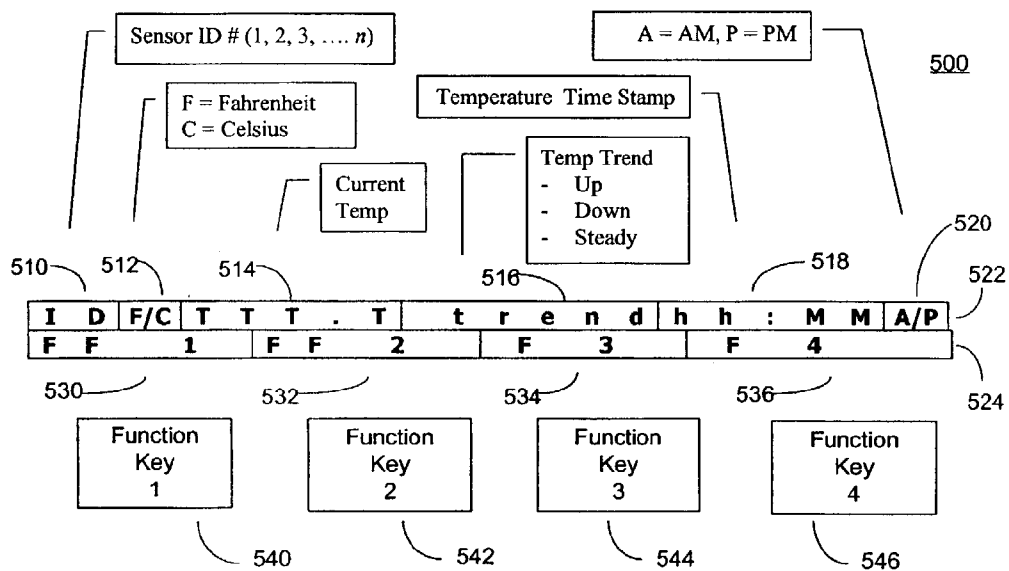 Sensor ID # (1, 2, 3, .... n)
A = AM, P = PM
500
F = Fahrenheit
C = Celsius
Temperature Time Stamp
Current
Temp
Temp Trend
- Up
- Down
- Steady
510
512
514
516
518
520
522
I D F/C T T T . T t r e n d h h : M M A/P
F F 1 F F 2 F 3 F 4
524
530
532
534
536
Function
Key
1
Function
Key
2
Function
Key
3
Function
Key
4
540
542
544
546